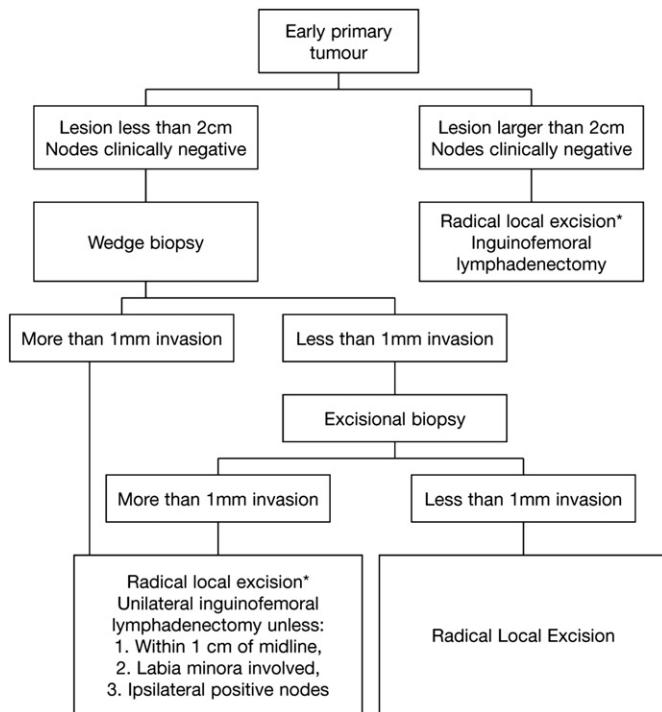 Early primary
tumour
Lesion less than 2cm
Nodes clinically negative
Lesion larger than 2cm
Nodes clinically negative
Wedge biopsy
Radical local excision*
Inguinofemoral
lymphadenectomy
More than 1mm invasion
Less than 1mm invasion
Excisional biopsy
More than 1mm invasion
Less than 1mm invasion
Radical local excision*
Unilateral inguinofemoral
lymphadenectomy unless:
1. Within 1 cm of midline,
2. Labia minora involved,
3. Ipsilateral positive nodes
Radical Local Excision